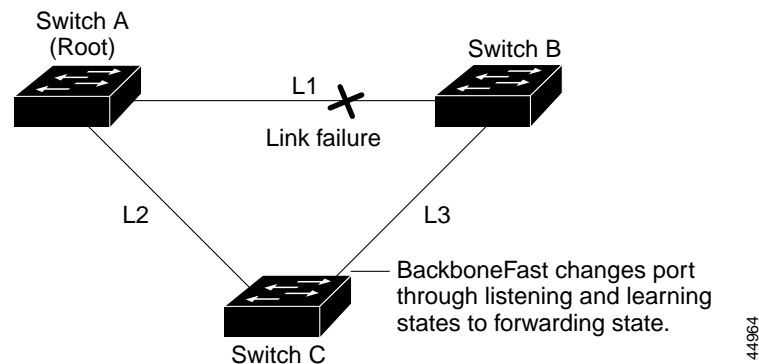 Switch A
(Root)
Switch B
L1
Link failure
L2
L3
BackboneFast changes port
through listening and learning
states to forwarding state.
Switch C
44964